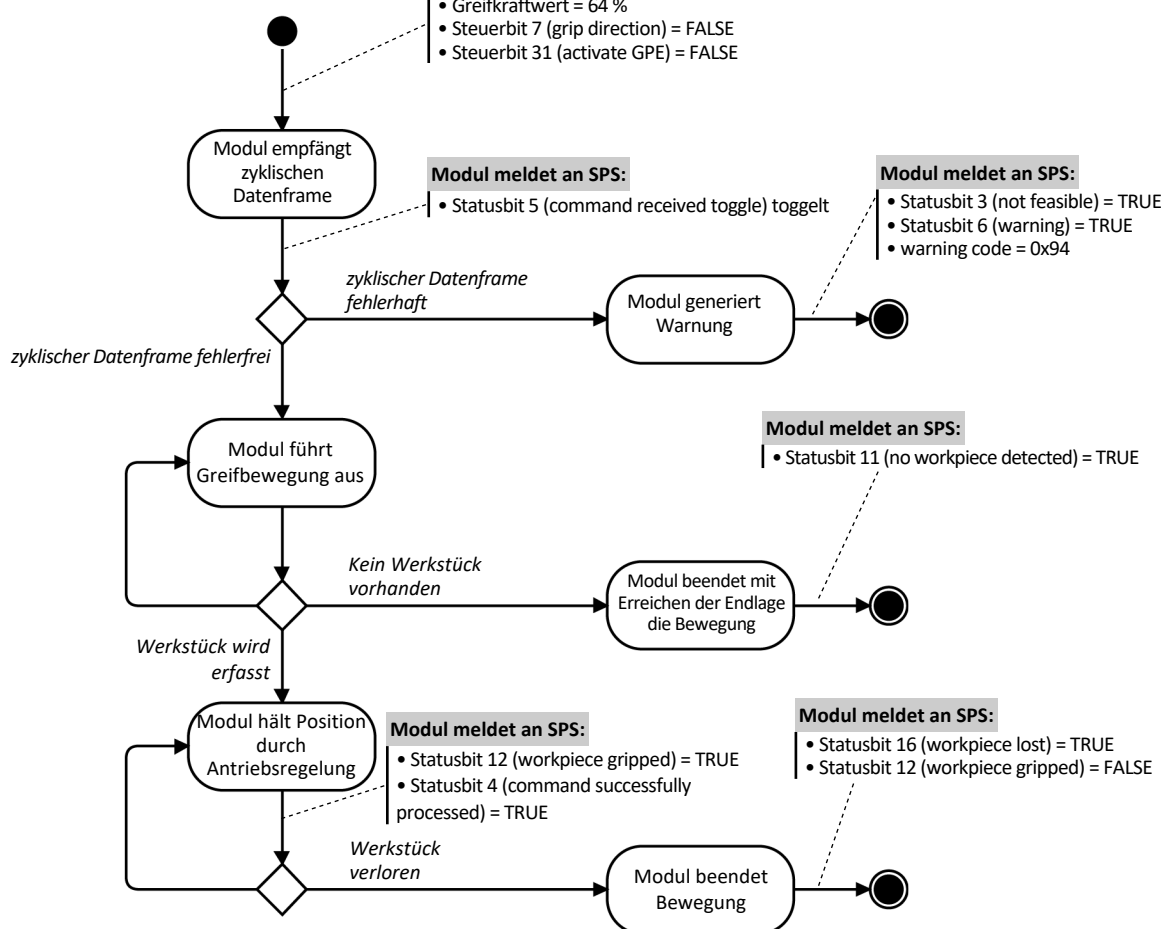 • Greifkraftwert = 64 %
• Steuerbit 7 (grip direction) = FALSE
• Steuerbit 31 (activate GPE) = FALSE
Modul empfängt
zyklischen
Datenframe
Modul meldet an SPS:
• Statusbit 5 (command received toggle) toggelt
Modul meldet an SPS:
• Statusbit 3 (not feasible) = TRUE
• Statusbit 6 (warning) = TRUE
• warning code = 0x94
zyklischer Datenframe
fehlerhaft
Modul generiert
Warnung
zyklischer Datenframe fehlerfrei
Modul führt
Greifbewegung aus
Modul meldet an SPS:
• Statusbit 11 (no workpiece detected) = TRUE
Kein Werkstück
vorhanden
Modul beendet mit
Erreichen der Endlage
die Bewegung
Werkstück wird
erfasst
Modul hält Position
durch
Antriebsregelung
Modul meldet an SPS:
• Statusbit 12 (workpiece gripped) = TRUE
• Statusbit 4 (command successfully
processed) = TRUE
Modul meldet an SPS:
• Statusbit 16 (workpiece lost) = TRUE
• Statusbit 12 (workpiece gripped) = FALSE
Werkstück
verloren
Modul beendet
Bewegung